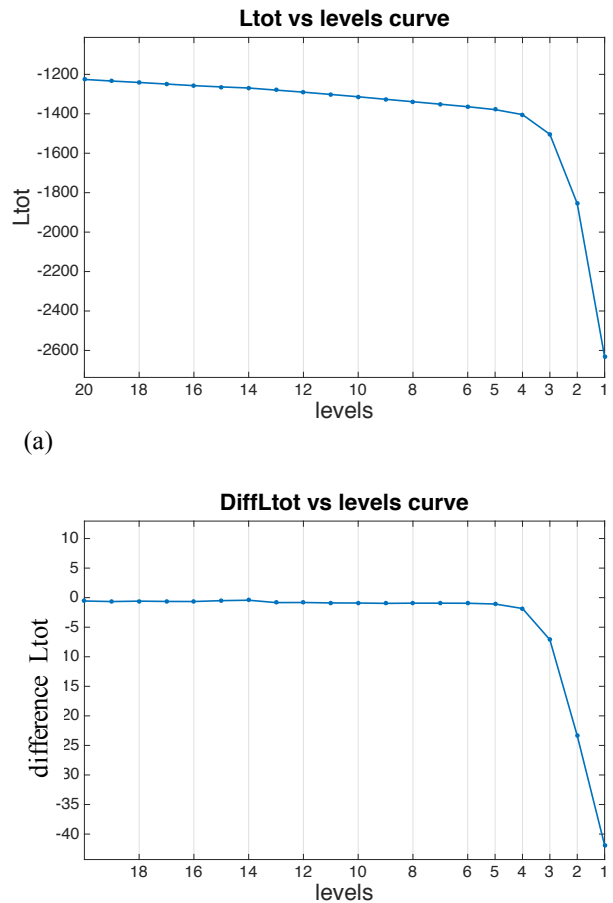 Ltot vs levels curve
-1200
-1400
-1600
-1800
-2000
-2200
-2400
-2600
Ltot
20 18 16 14 12 10 8 6 5 4 3 2 1
levels
(a)
DiffLtot vs levels curve
10
5
0
-5
10
15
20
25
30
-35
-40
difference Ltot
18 16 14 12 10 8 6 5 4 3 2 1
levels